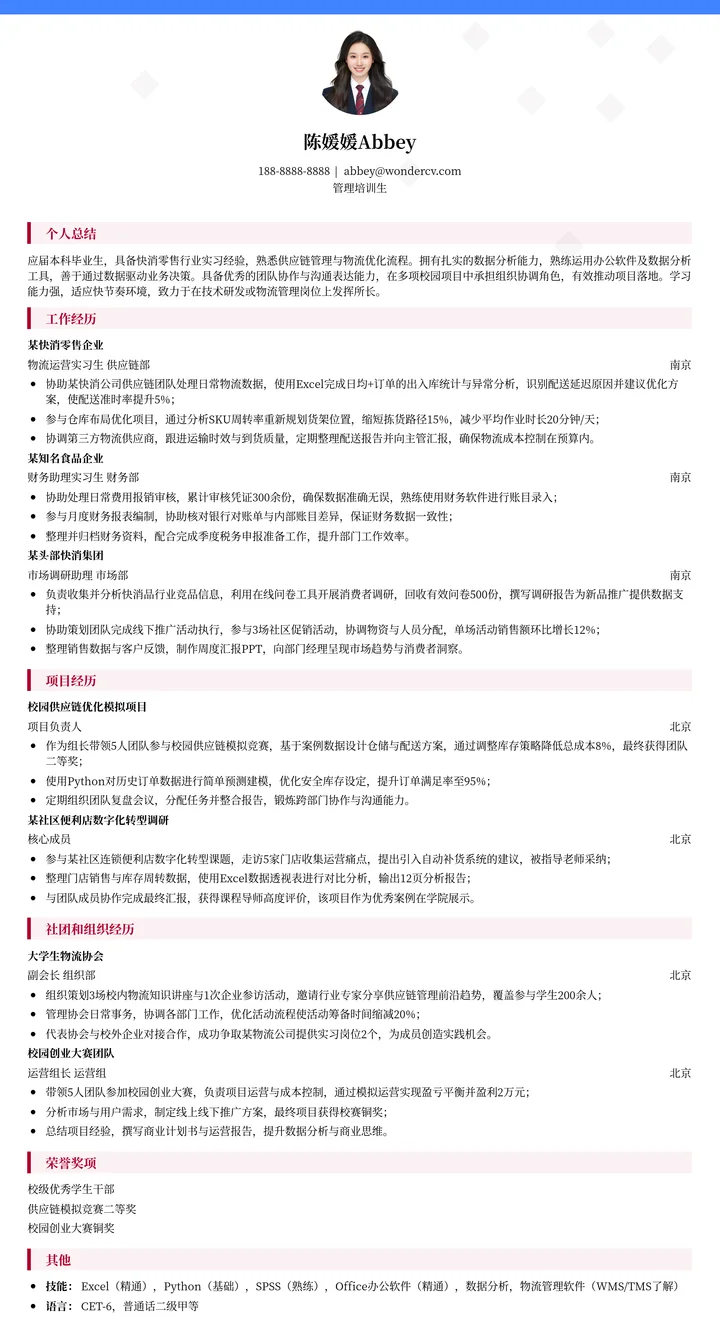 陈媛媛Abbey
188-8888-8888 | abbey@wondercv.com
管理培训生
个人总结
应届本科毕业生，具备快消零售行业实习经验，熟悉供应链管理与物流优化流程。拥有扎实的数据分析能力，熟练运用办公软件及数据分析
工具，善于通过数据驱动业务决策。具备优秀的团队协作与沟通表达能力，在多项校园项目中承担组织协调角色，有效推动项目落地。学习
能力强，适应快节奏环境，致力于在技术研发或物流管理岗位上发挥所长。
工作经历
某快消零售企业
物流运营实习生 供应链部 南京
• 协助某快消公司供应链团队处理日常物流数据，使用Excel完成日均+订单的出入库统计与异常分析，识别配送延迟原因并建议优化方
案，使配送准时率提升5%；
• 参与仓库布局优化项目，通过分析SKU周转率重新规划货架位置，缩短拣货路径15%，减少平均作业时长20分钟/天；
• 协调第三方物流供应商，跟进运输时效与到货质量，定期整理配送报告并向主管汇报，确保物流成本控制在预算内。
某知名食品企业
财务助理实习生 财务部 南京
• 协助处理日常费用报销审核，累计审核凭证300余份，确保数据准确无误，熟练使用财务软件进行账目录入；
• 参与月度财务报表编制，协助核对银行对账单与内部账目差异，保证财务数据一致性；
• 整理并归档财务资料，配合完成季度税务申报准备工作，提升部门工作效率。
某头部快消集团
市场调研助理 市场部 南京
• 负责收集并分析快消品行业竞品信息，利用在线问卷工具开展消费者调研，回收有效问卷500份，撰写调研报告为新品推广提供数据支
持；
• 协助策划团队完成线下推广活动执行，参与3场社区促销活动，协调物资与人员分配，单场活动销售额环比增长12%；
• 整理销售数据与客户反馈，制作周度汇报PPT，向部门经理呈现市场趋势与消费者洞察。
项目经历
校园供应链优化模拟项目
项目负责人 北京
• 作为组长带领5人团队参与校园供应链模拟竞赛，基于案例数据设计仓储与配送方案，通过调整库存策略降低总成本8%，最终获得团队
二等奖；
• 使用Python对历史订单数据进行简单预测建模，优化安全库存设定，提升订单满足率至95%；
• 定期组织团队复盘会议，分配任务并整合报告，锻炼跨部门协作与沟通能力。
某社区便利店数字化转型调研
核心成员 北京
• 参与某社区连锁便利店数字化转型课题，走访5家门店收集运营痛点，提出引入自动补货系统的建议，被指导老师采纳；
• 整理门店销售与库存周转数据，使用Excel数据透视表进行对比分析，输出12页分析报告；
• 与团队成员协作完成最终汇报，获得课程导师高度评价，该项目作为优秀案例在学院展示。
社团和组织经历
大学生物流协会
副会长 组织部 北京
• 组织策划3场校内物流知识讲座与1次企业参访活动，邀请行业专家分享供应链管理前沿趋势，覆盖参与学生200余人；
• 管理协会日常事务，协调各部门工作，优化活动流程使活动筹备时间缩减20%；
• 代表协会与校外企业对接合作，成功争取某物流公司提供实习岗位2个，为成员创造实践机会。
校园创业大赛团队
运营组长 运营组 北京
• 带领5人团队参加校园创业大赛，负责项目运营与成本控制，通过模拟运营实现盈亏平衡并盈利2万元；
• 分析市场与用户需求，制定线上线下推广方案，最终项目获得校赛铜奖；
• 总结项目经验，撰写商业计划书与运营报告，提升数据分析与商业思维。
荣誉奖项
校级优秀学生干部
供应链模拟竞赛二等奖
校园创业大赛铜奖
其他
• 技能： Excel（精通），Python（基础），SPSS（熟练），Office办公软件（精通），数据分析，物流管理软件（WMS/TMS了解）
• 语言： CET-6，普通话二级甲等